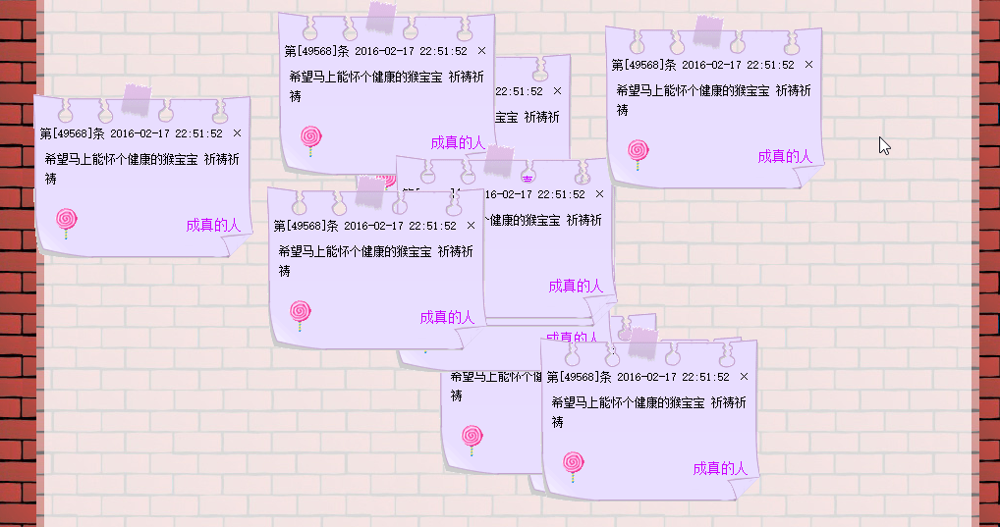 第[49568]条 2016-02-17 22:51:52 ×
希望马上能怀个健康的猴宝宝 祈祷祈
祷
成真的人
22:51:52 ×
宝宝 祈祷祈
第[49568]条 2016-02-17 22:51:52 ×
希望马上能怀个健康的猴宝宝 祈祷祈
祷
成真的人
第[49568]条 2016-02-17 22:51:52 ×
希望马上能怀个健康的猴宝宝 祈祷祈
祷
成真的人
16-02-17 22:51:52 ×
个健康的猴宝宝 祈祷祈
成真的人
第[49568]条 2016-02-17 22:51:52 ×
希望马上能怀个健康的猴宝宝 祈祷祈
祷
成真的人
成真的人
希望马上能怀个健
祷
第[49568]条 2016-02-17 22:51:52 ×
希望马上能怀个健康的猴宝宝 祈祷祈
祷
成真的人